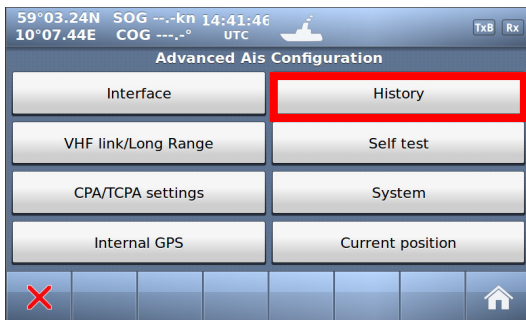 59°03.24N SOG --.-kn 14:41:46
10°07.44E COG ---.-° UTC
TxB Rx
Advanced Ais Configuration
Interface
History
VHF link/Long Range
Self test
CPA/TCPA settings
System
Internal GPS
Current position